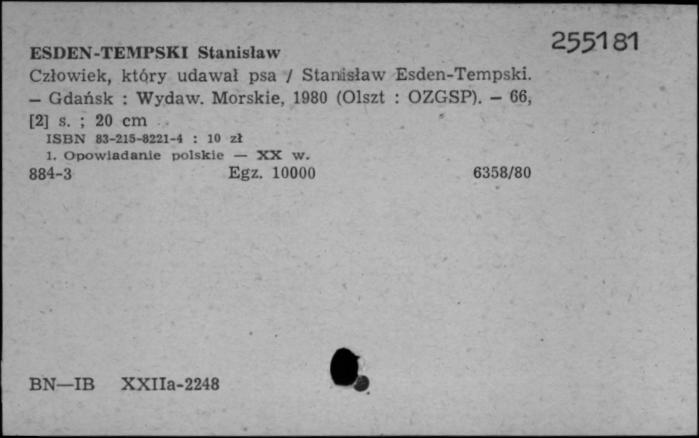 255181
ESDEN-TEMPSKI Stanisław
Człowiek, który udawał psa / Stanisław Esden-Tempski.
— Gdańsk : Wydaw. Morskie, 1980 (Olszt : OZGSP). — 66,
[2] s. ; 20 cm
ISBN 83-215-8221-4 : 10 zł
1. Opowiadanie polskie — XX w.
884-3 Egz. 10000 6358/80
BN—IB XXIIa-2248